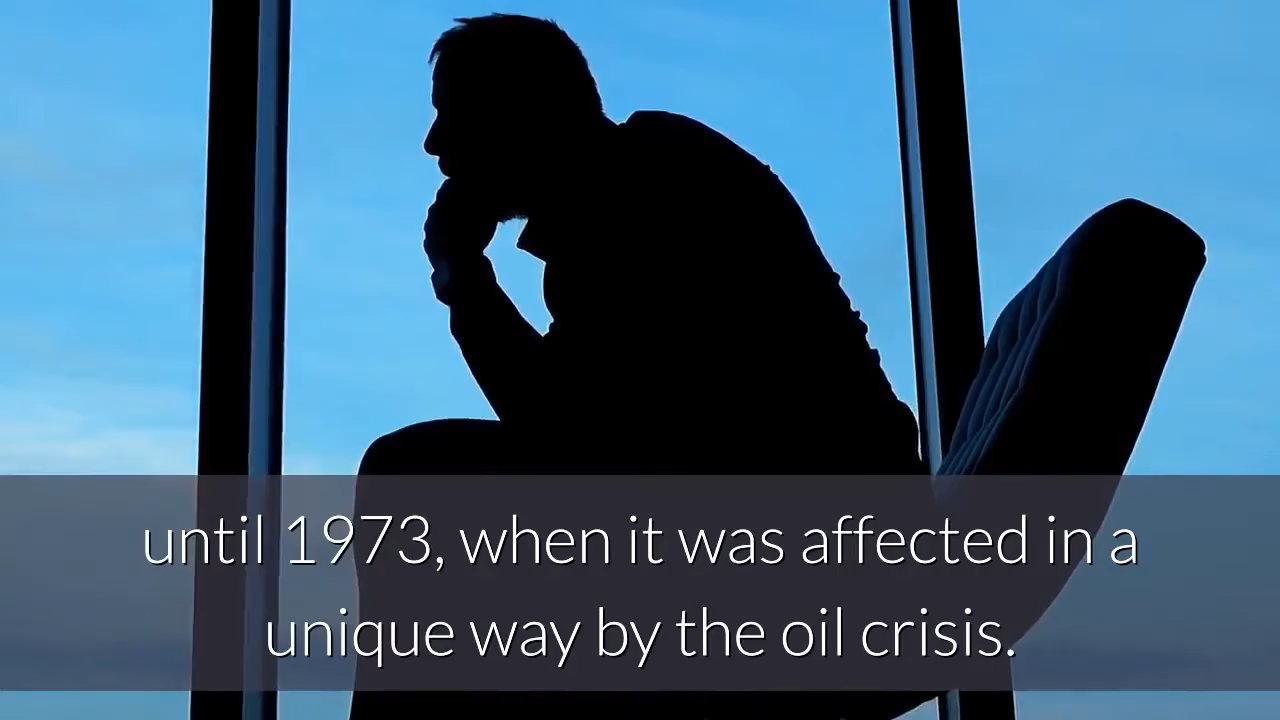 until 1973, when it was affected in a
unique way by the oil crisis.